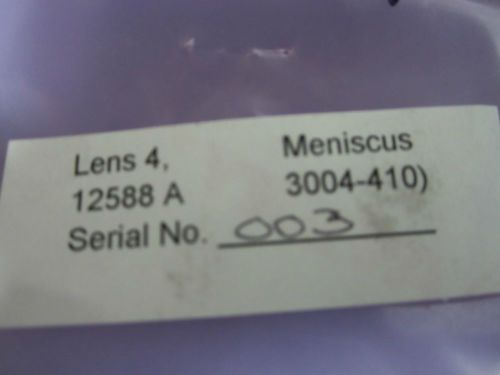 Lens 4, Meniscus
12588 A 3004-410)
Serial No. 003